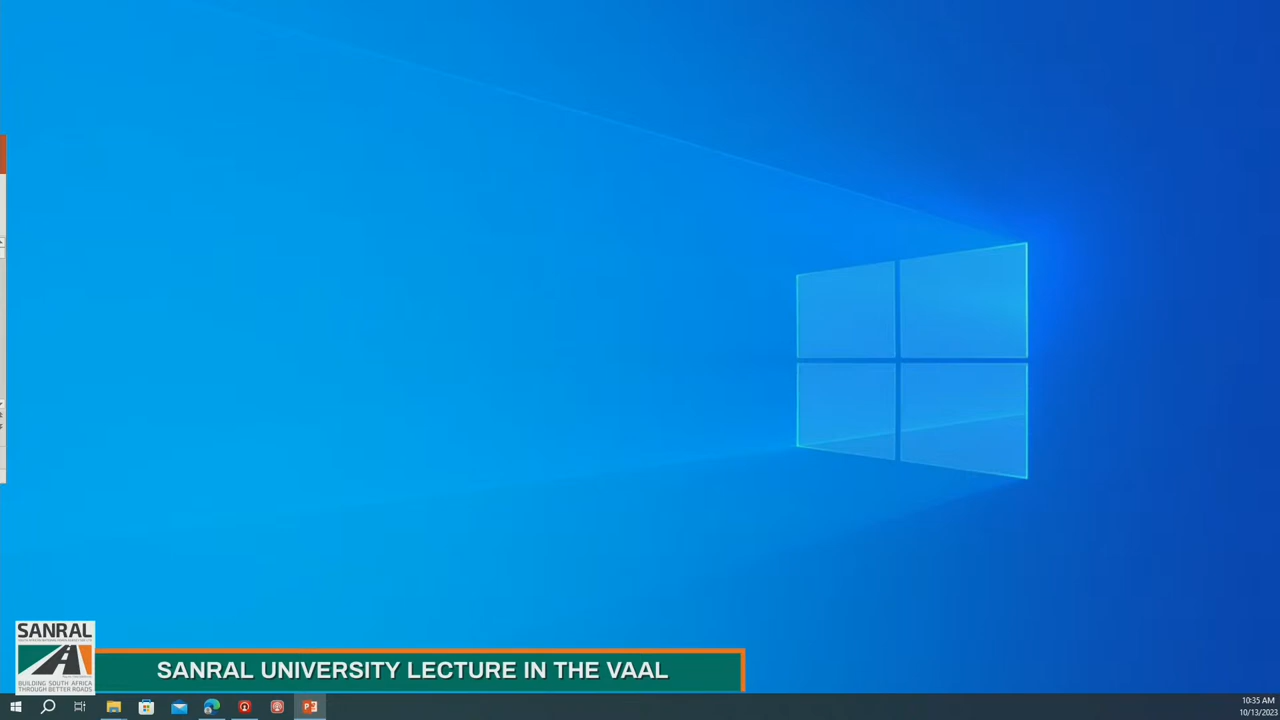 SANRAL
BUILDING SOUTH AFRICA
THROUGH BETTER ROADS
SANRAL UNIVERSITY LECTURE IN THE VAAL
10:35 AM
10/13/2023